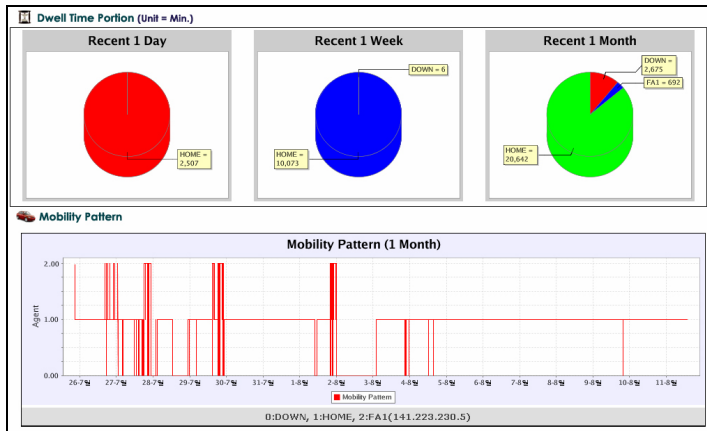 Dwell Time Portion (Unit = Min.)
Recent 1 Day
Recent 1 Week
Recent 1 Month
HOME =
2,507
DOWN = 6
HOME =
10,073
DOWN =
2,675
FA1 = 692
HOME =
20,642
Mobility Pattern
Mobility Pattern (1 Month)
Agent
2.00
1.00
0.00
26-7월 27-7월 28-7월 29-7월 30-7월 31-7월 1-8월 2-8월 3-8월 4-8월 5-8월 6-8월 7-8월 8-8월 9-8월 10-8월 11-8월
Mobility Pattern
0:DOWN, 1:HOME, 2:FA1(141.223.230.5)